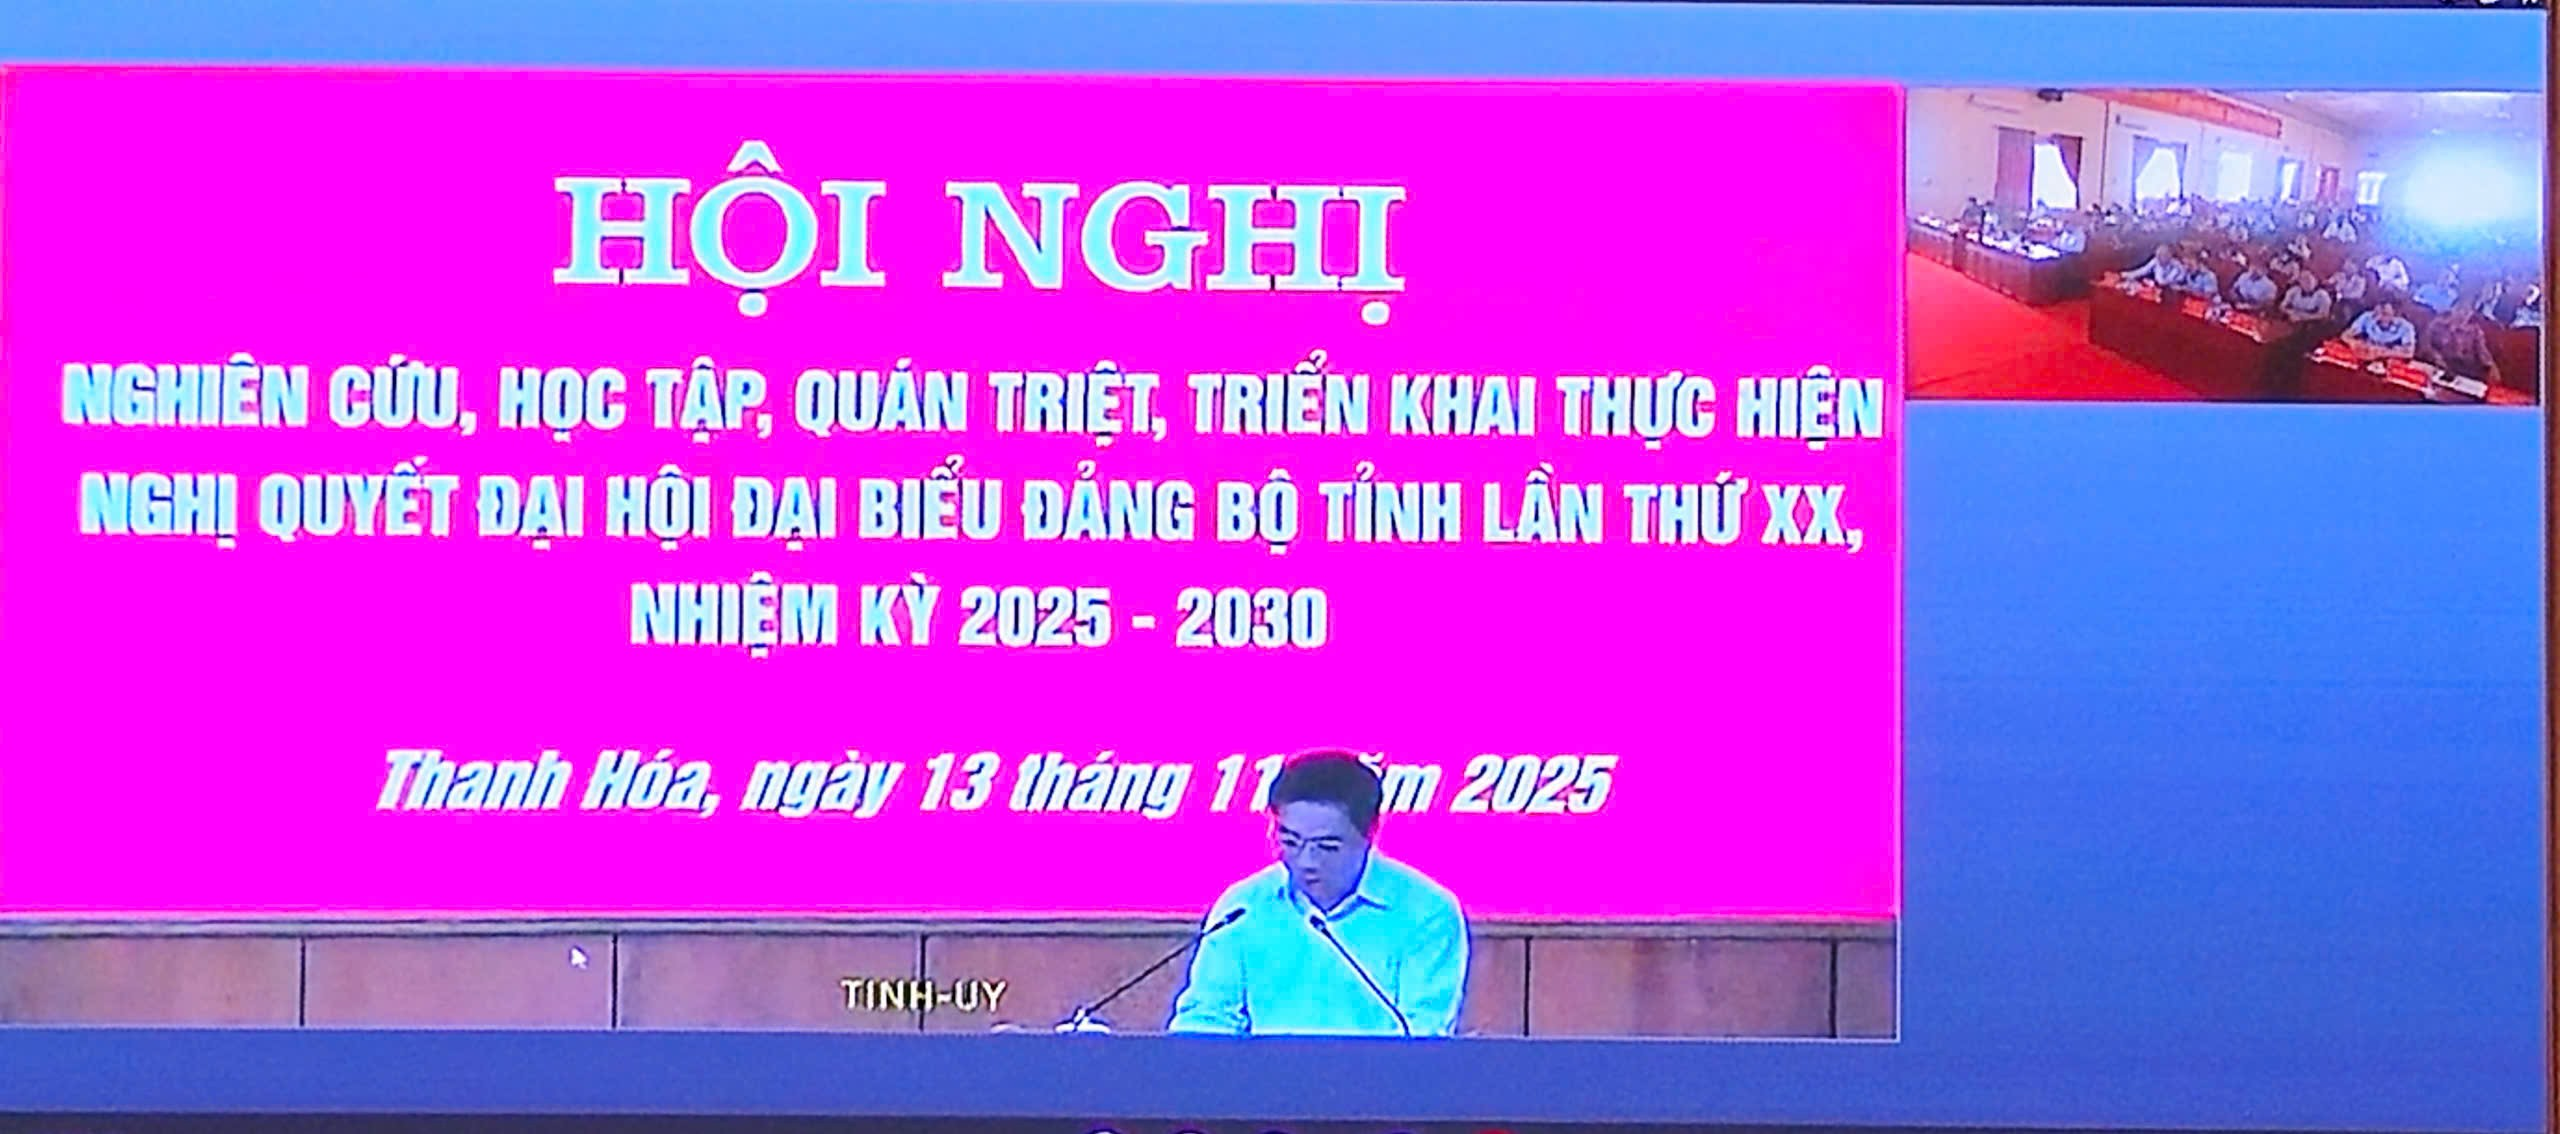 HỘI NGHỊ
NGHIÊN CỨU, HỌC TẬP, QUÁN TRIỆT, TRIỂN KHAI THỰC HIỆN
NGHỊ QUYẾT ĐẠI HỘI ĐẠI BIỂU ĐẢNG BỘ TỈNH LẦN THỨ XX,
NHIỆM KỲ 2025 - 2030
Thanh Hóa, ngày 13 tháng 11 năm 2025
TINH-UY